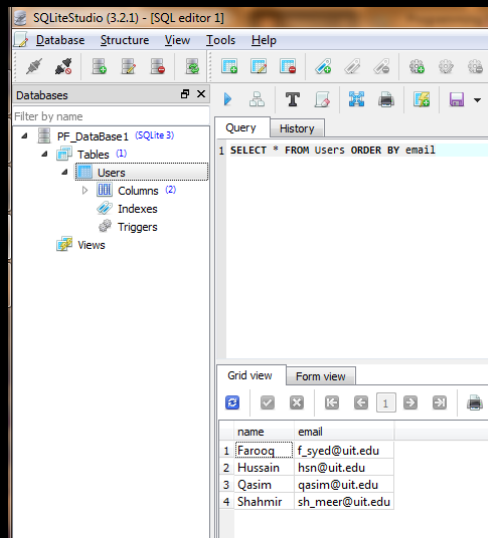 SQLiteStudio (3.2.1) - [SQL editor 1]
Database Structure View Tools Help
Databases
Filter by name
PF_DataBase1 (SQLite 3)
Tables (1)
Users
Columns (2)
Indexes
Triggers
Views
Query History
1 SELECT * FROM Users ORDER BY email
Grid view Form view
1
name email
1 Farooq f_syed@uit.edu
2 Hussain hsn@uit.edu
3 Qasim qasim@uit.edu
4 Shahmir sh_meer@uit.edu